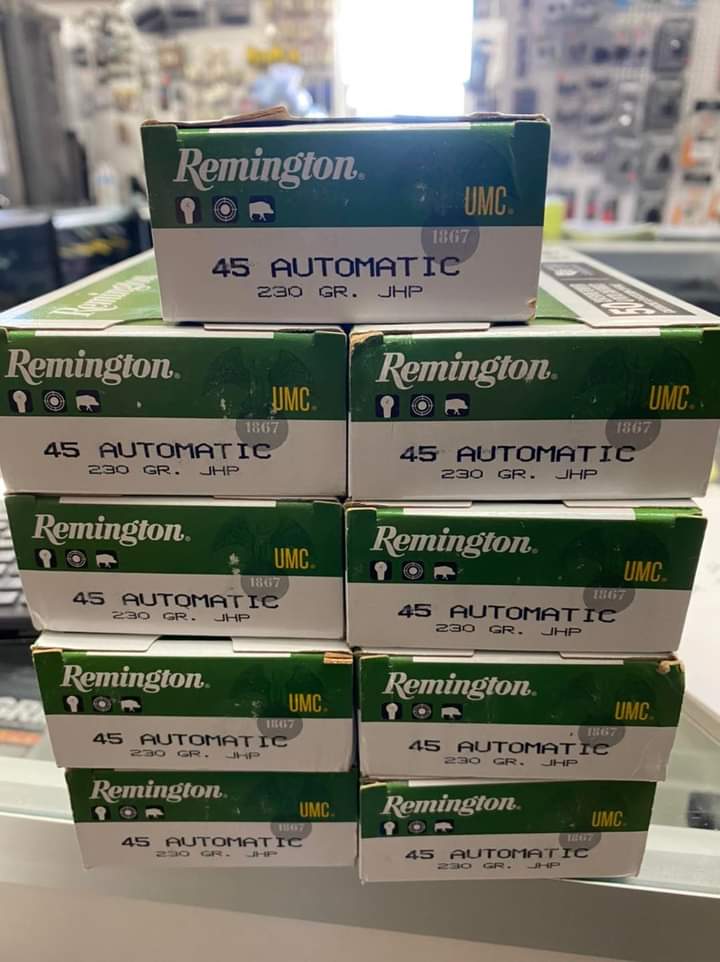 Remington.
UMC.
1867
45 AUTOMATIC
230 GR. JHP
Remington
50
Remington.
UMC.
1867
45 AUTOMATIC
230 GR. JHP
Remington.
UMC.
1867
45 AUTOMATIC
230 GR. JHP
Remington.
UMC.
1867
45 AUTOMATIC
230 GR. JHP
Remington.
UMC.
1867
45 AUTOMATIC
230 GR. JHP
Remington.
UMC.
1867
45 AUTOMATIC
230 GR. JHP
Remington.
UMC.
1867
45 AUTOMATIC
230 GR. JHP
Remington.
UMC.
1867
45 AUTOMATIC
230 GR. JHP
Remington.
UMC.
1867
45 AUTOMATIC
230 GR. JHP